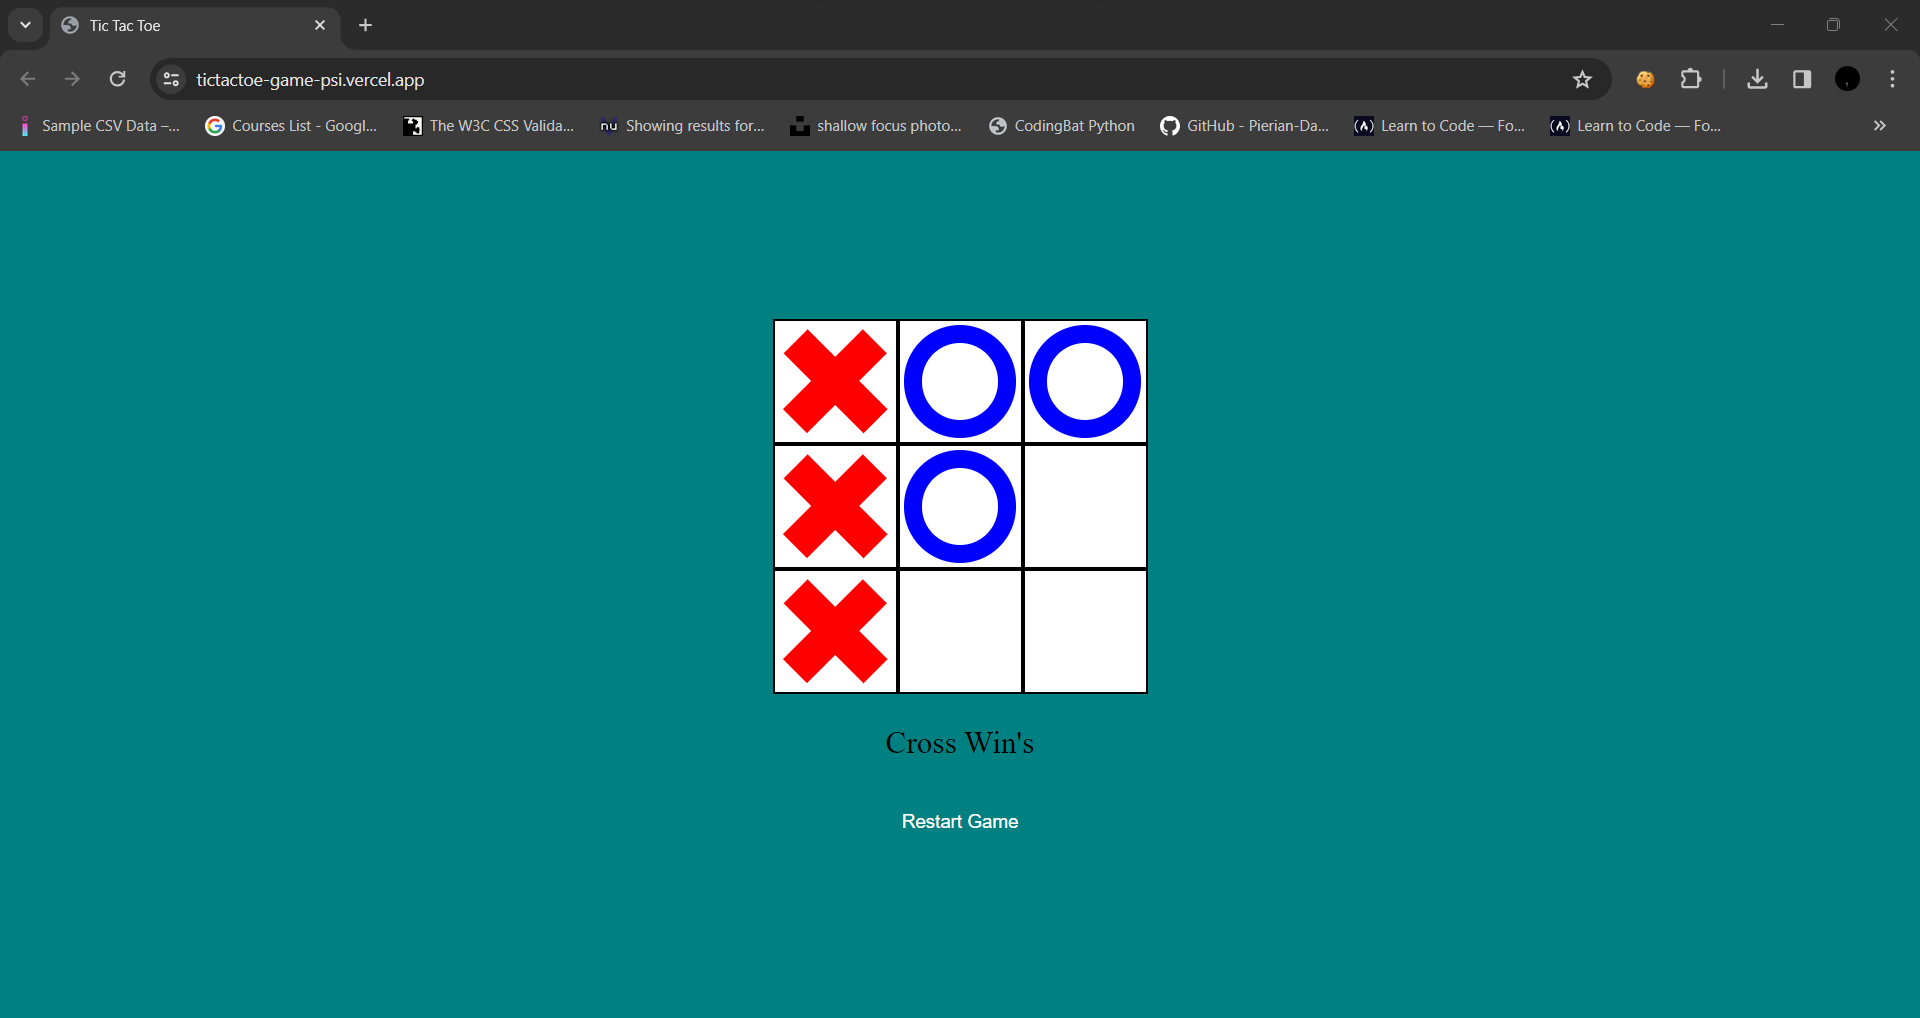 Tic Tac Toe
tictactoe-game-psi.vercel.app
Sample CSV Data –...
Courses List - Googl...
The W3C CSS Valida...
nu
Showing results for...
shallow focus photo...
CodingBat Python
GitHub - Pierian-Da...
Learn to Code — Fo...
Learn to Code — Fo...
Cross Win's
Restart Game